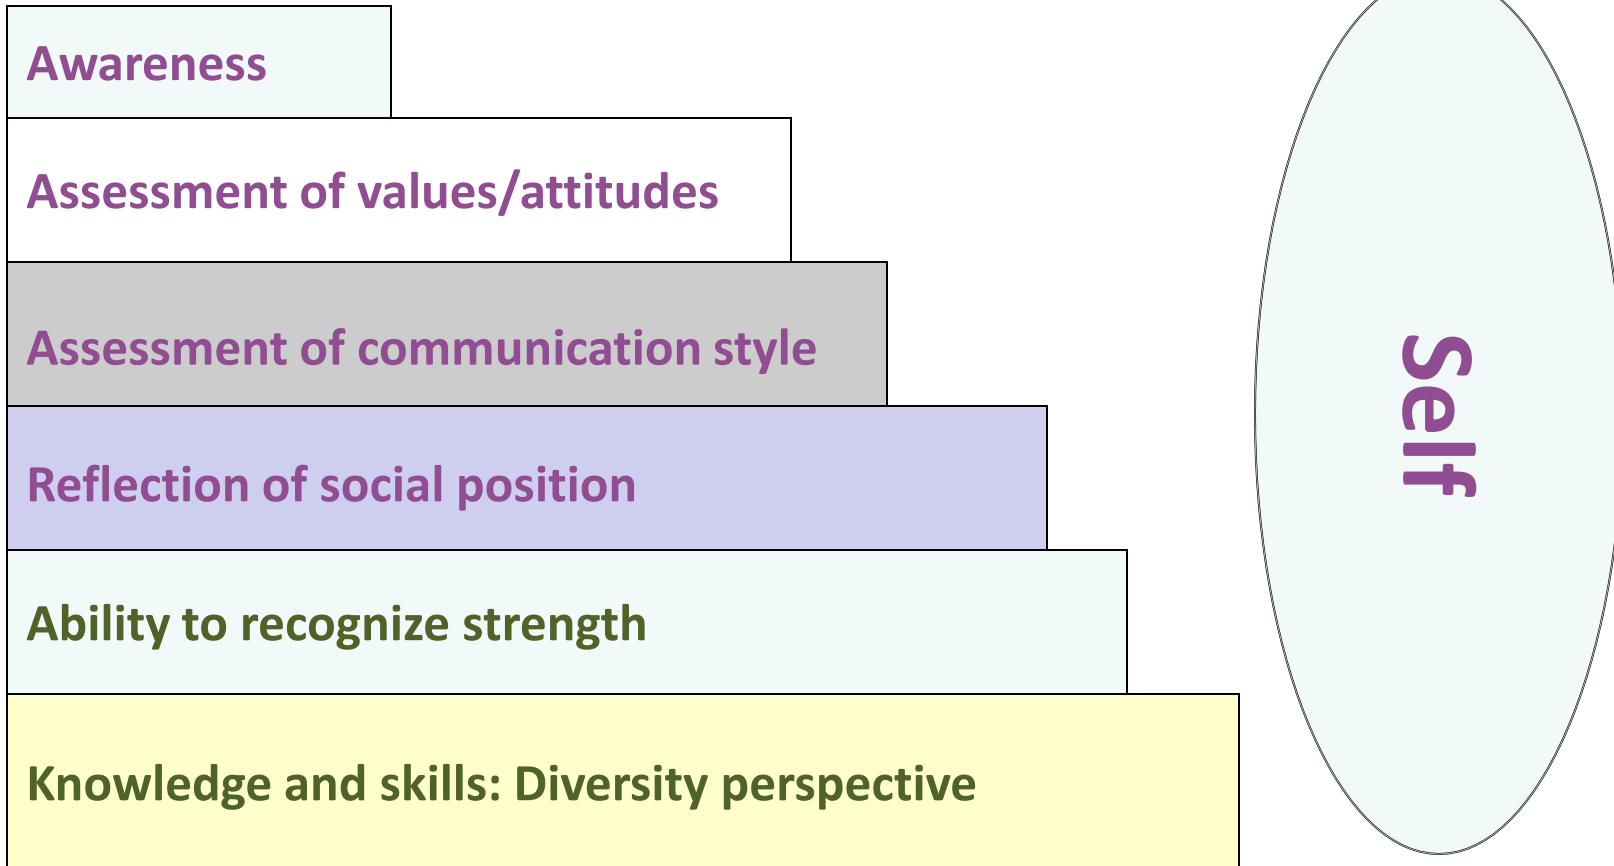 Awareness
Assessment of values/attitudes
Assessment of communication style
Reflection of social position
Ability to recognize strength
Knowledge and skills: Diversity perspective
Self